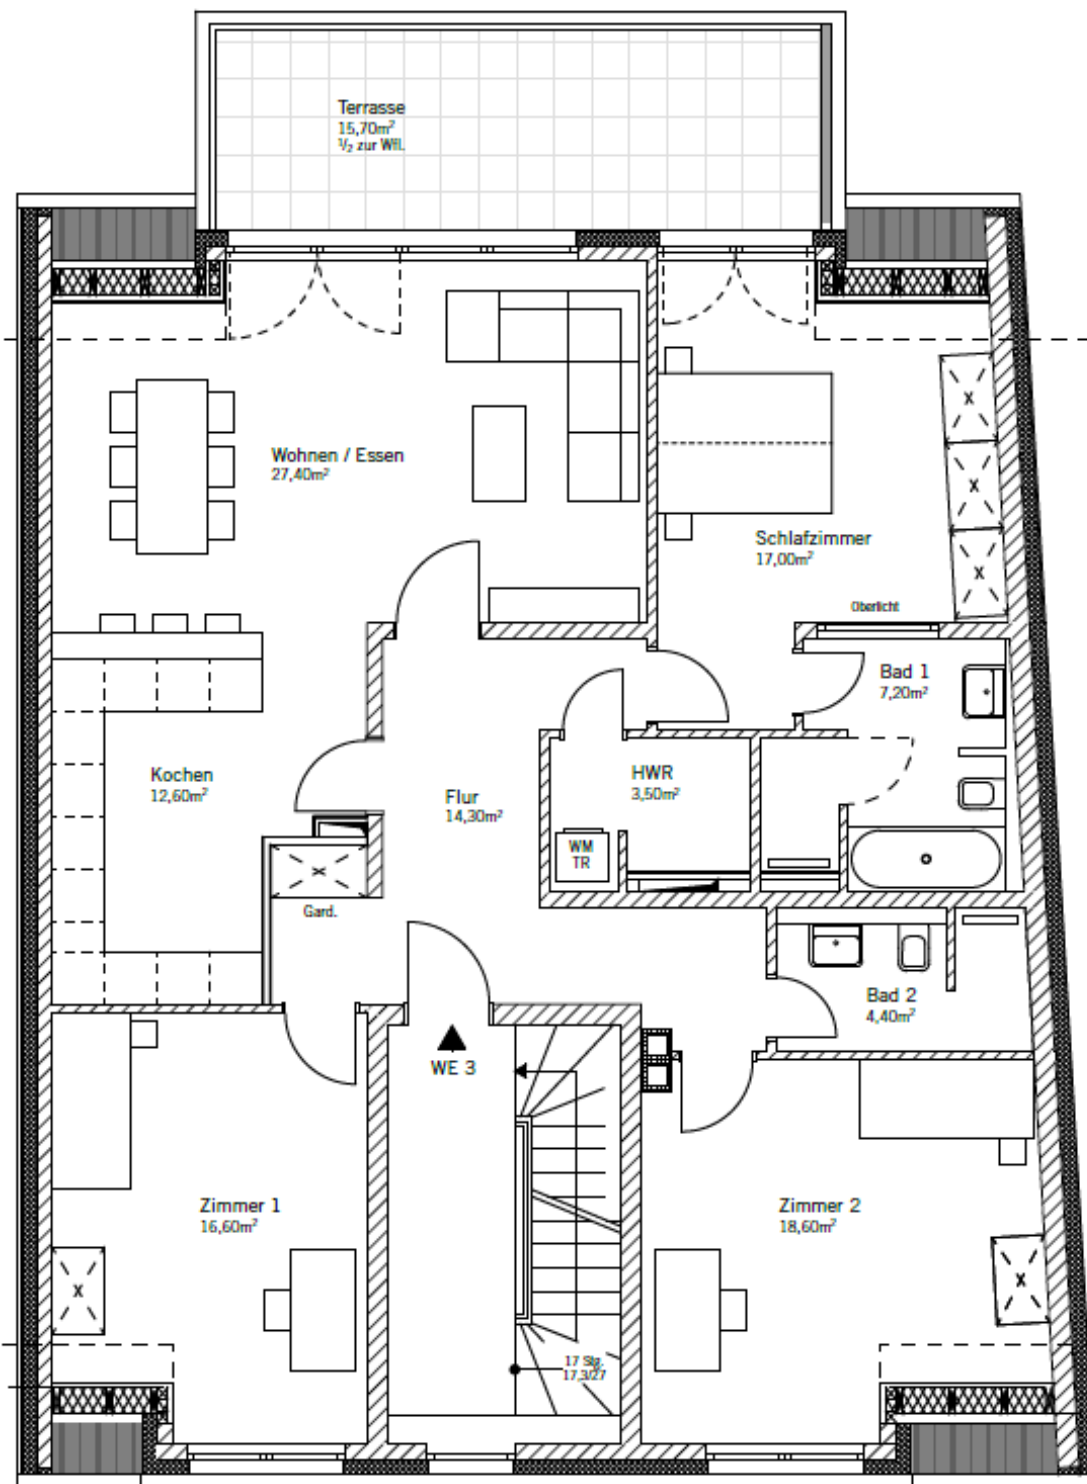 Terrasse
15,70m²
½ zur Wfl.
Wohnen / Essen
27,40m²
Schlafzimmer
17,00m²
Oberlicht
Bad 1
7,20m²
Kochen
12,60m²
Flur
14,30m²
HWR
3,50m²
WM
TR
Gard.
Bad 2
4,40m²
WE 3
Zimmer 1
16,60m²
Zimmer 2
18,60m²
17 Stg.
17,3/27